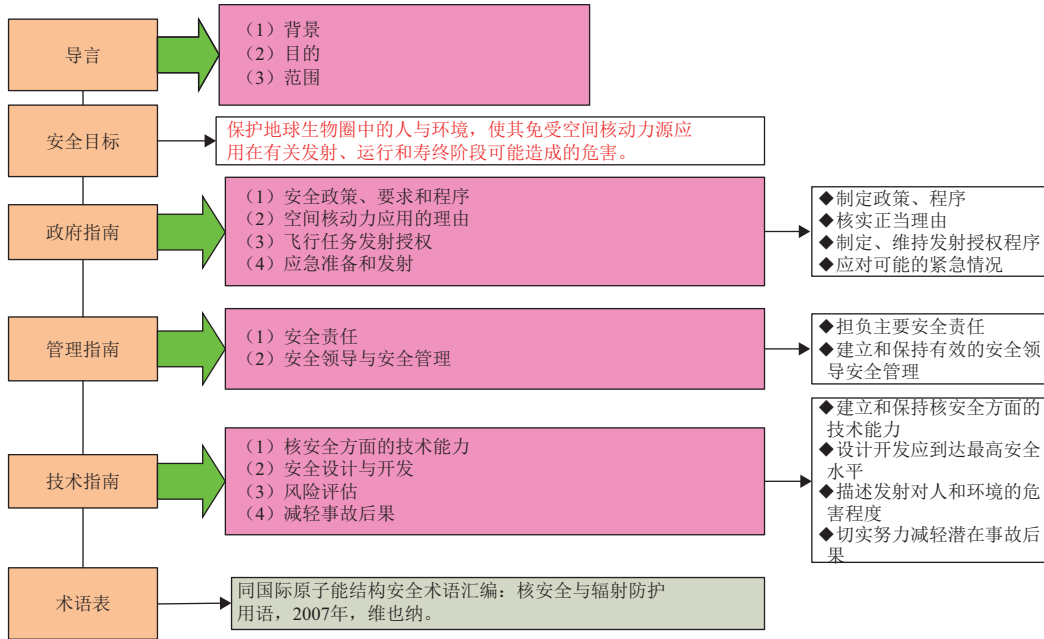 导言
（1）背景
（2）目的
（3）范围
安全目标
保护地球生物圈中的人与环境，使其免受空间核动力源应
用在有关发射、运行和寿终阶段可能造成的危害。
政府指南
（1）安全政策、要求和程序
（2）空间核动力应用的理由
（3）飞行任务发射授权
（4）应急准备和发射
◆制定政策、程序
◆核实正当理由
◆制定、维持发射授权程序
◆应对可能的紧急情况
管理指南
（1）安全责任
（2）安全领导与安全管理
◆担负主要安全责任
◆建立和保持有效的安全领
导安全管理
技术指南
（1）核安全方面的技术能力
（2）安全设计与开发
（3）风险评估
（4）减轻事故后果
◆建立和保持核安全方面的
技术能力
◆设计开发应到达最高安全
水平
◆描述发射对人和环境的危
害程度
◆切实努力减轻潜在事故后
果
术语表
同国际原子能结构安全术语汇编：核安全与辐射防护
用语，2007年，维也纳。